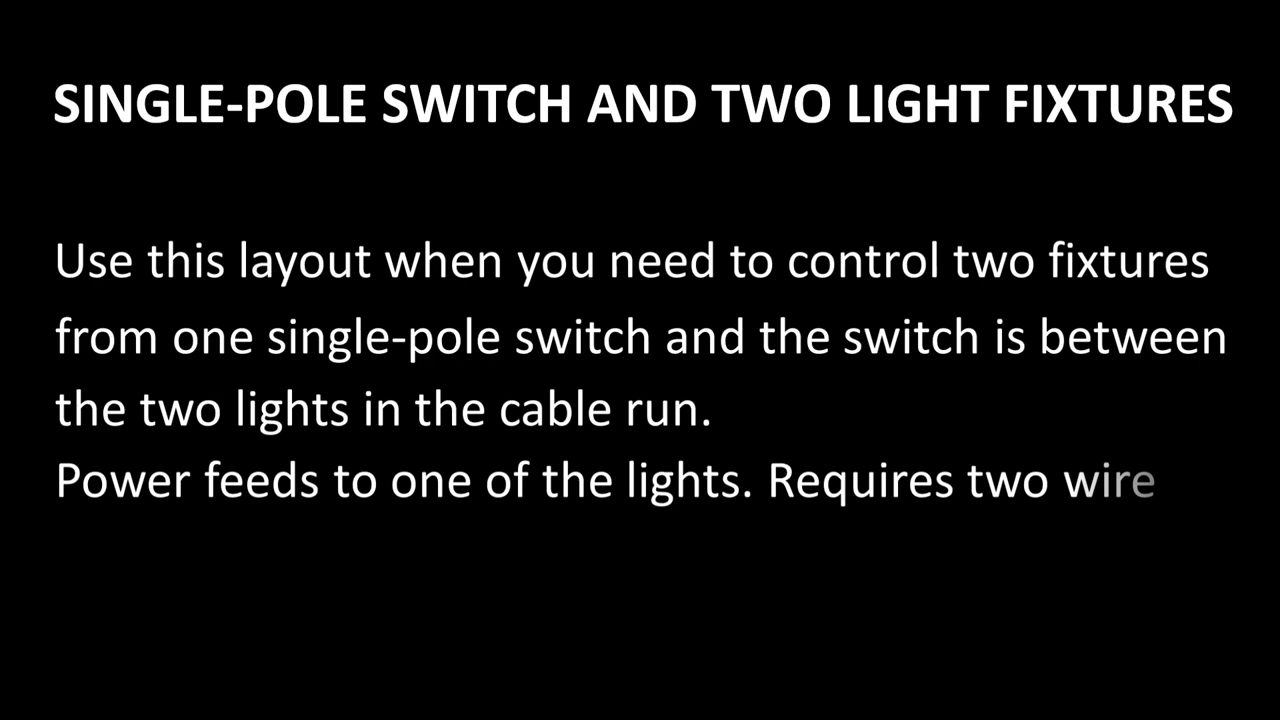 SINGLE-POLE SWITCH AND TWO LIGHT FIXTURES
Use this layout when you need to control two fixtures
from one single-pole switch and the switch is between
the two lights in the cable run.
Power feeds to one of the lights. Requires two wire